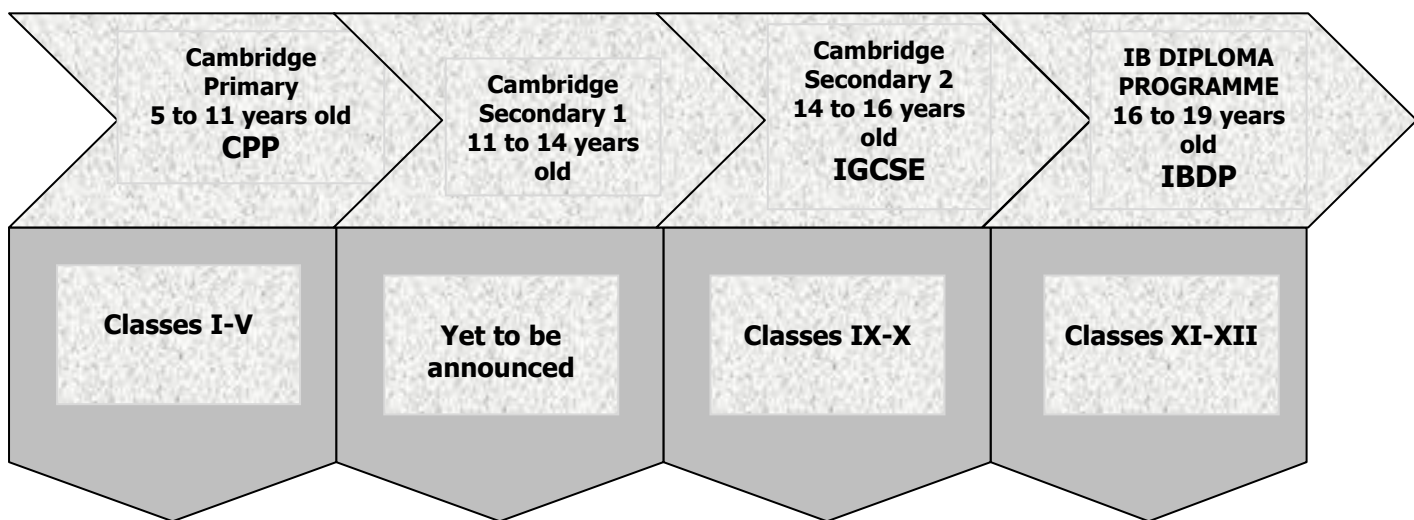 Cambridge
Primary
5 to 11 years old
CPP
Cambridge
Secondary 1
11 to 14 years
old
Cambridge
Secondary 2
14 to 16 years
old
IGCSE
IB DIPLOMA
PROGRAMME
16 to 19 years
old
IBDP
Classes I-V
Yet to be
announced
Classes IX-X
Classes XI-XII